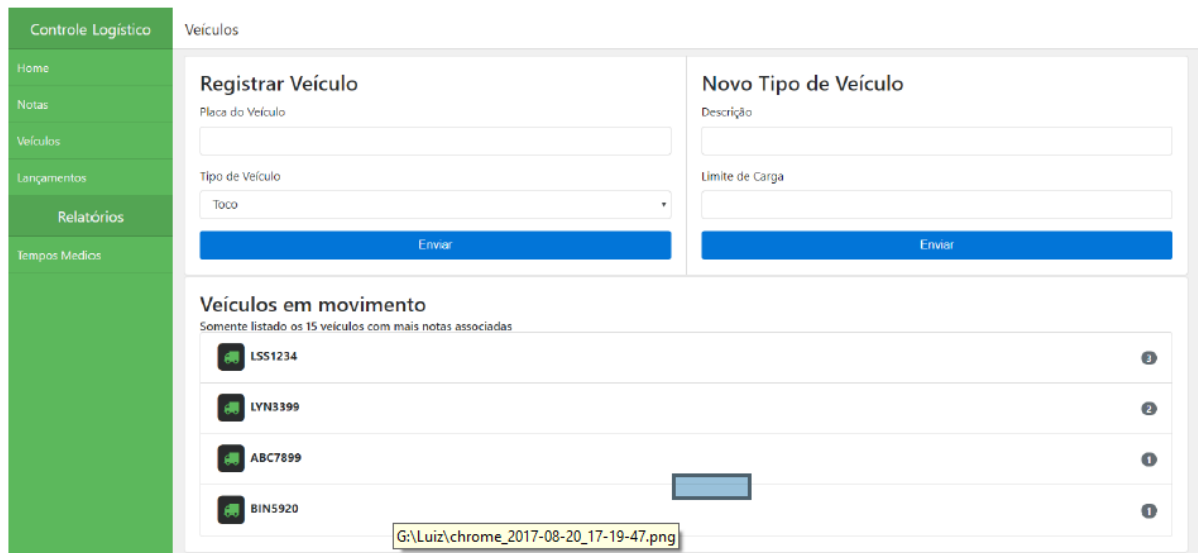 Controle Logístico
Home
Notas
Veículos
Lançamentos
Relatórios
Tempos Medios
Veículos
Registrar Veículo
Placa do Veículo
Tipo de Veículo
Toco
Enviar
Novo Tipo de Veículo
Descrição
Limite de Carga
Enviar
Veículos em movimento
Somente listado os 15 veículos com mais notas associadas
LSS1234 3
LYN3399 2
ABC7899 1
BIN5920 1
G:\Luiz\chrome_2017-08-20_17-19-47.png